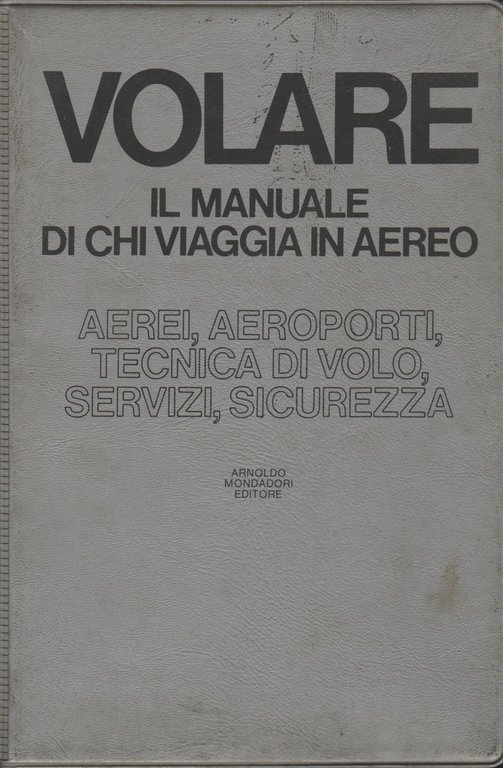 VOLARE
IL MANUALE
DI CHI VIAGGIA IN AEREO
AEREI, AEROPORTI,
TECNICA DI VOLO,
SERVIZI, SICUREZZA
ARNOLDO
MONDADORI
EDITORE